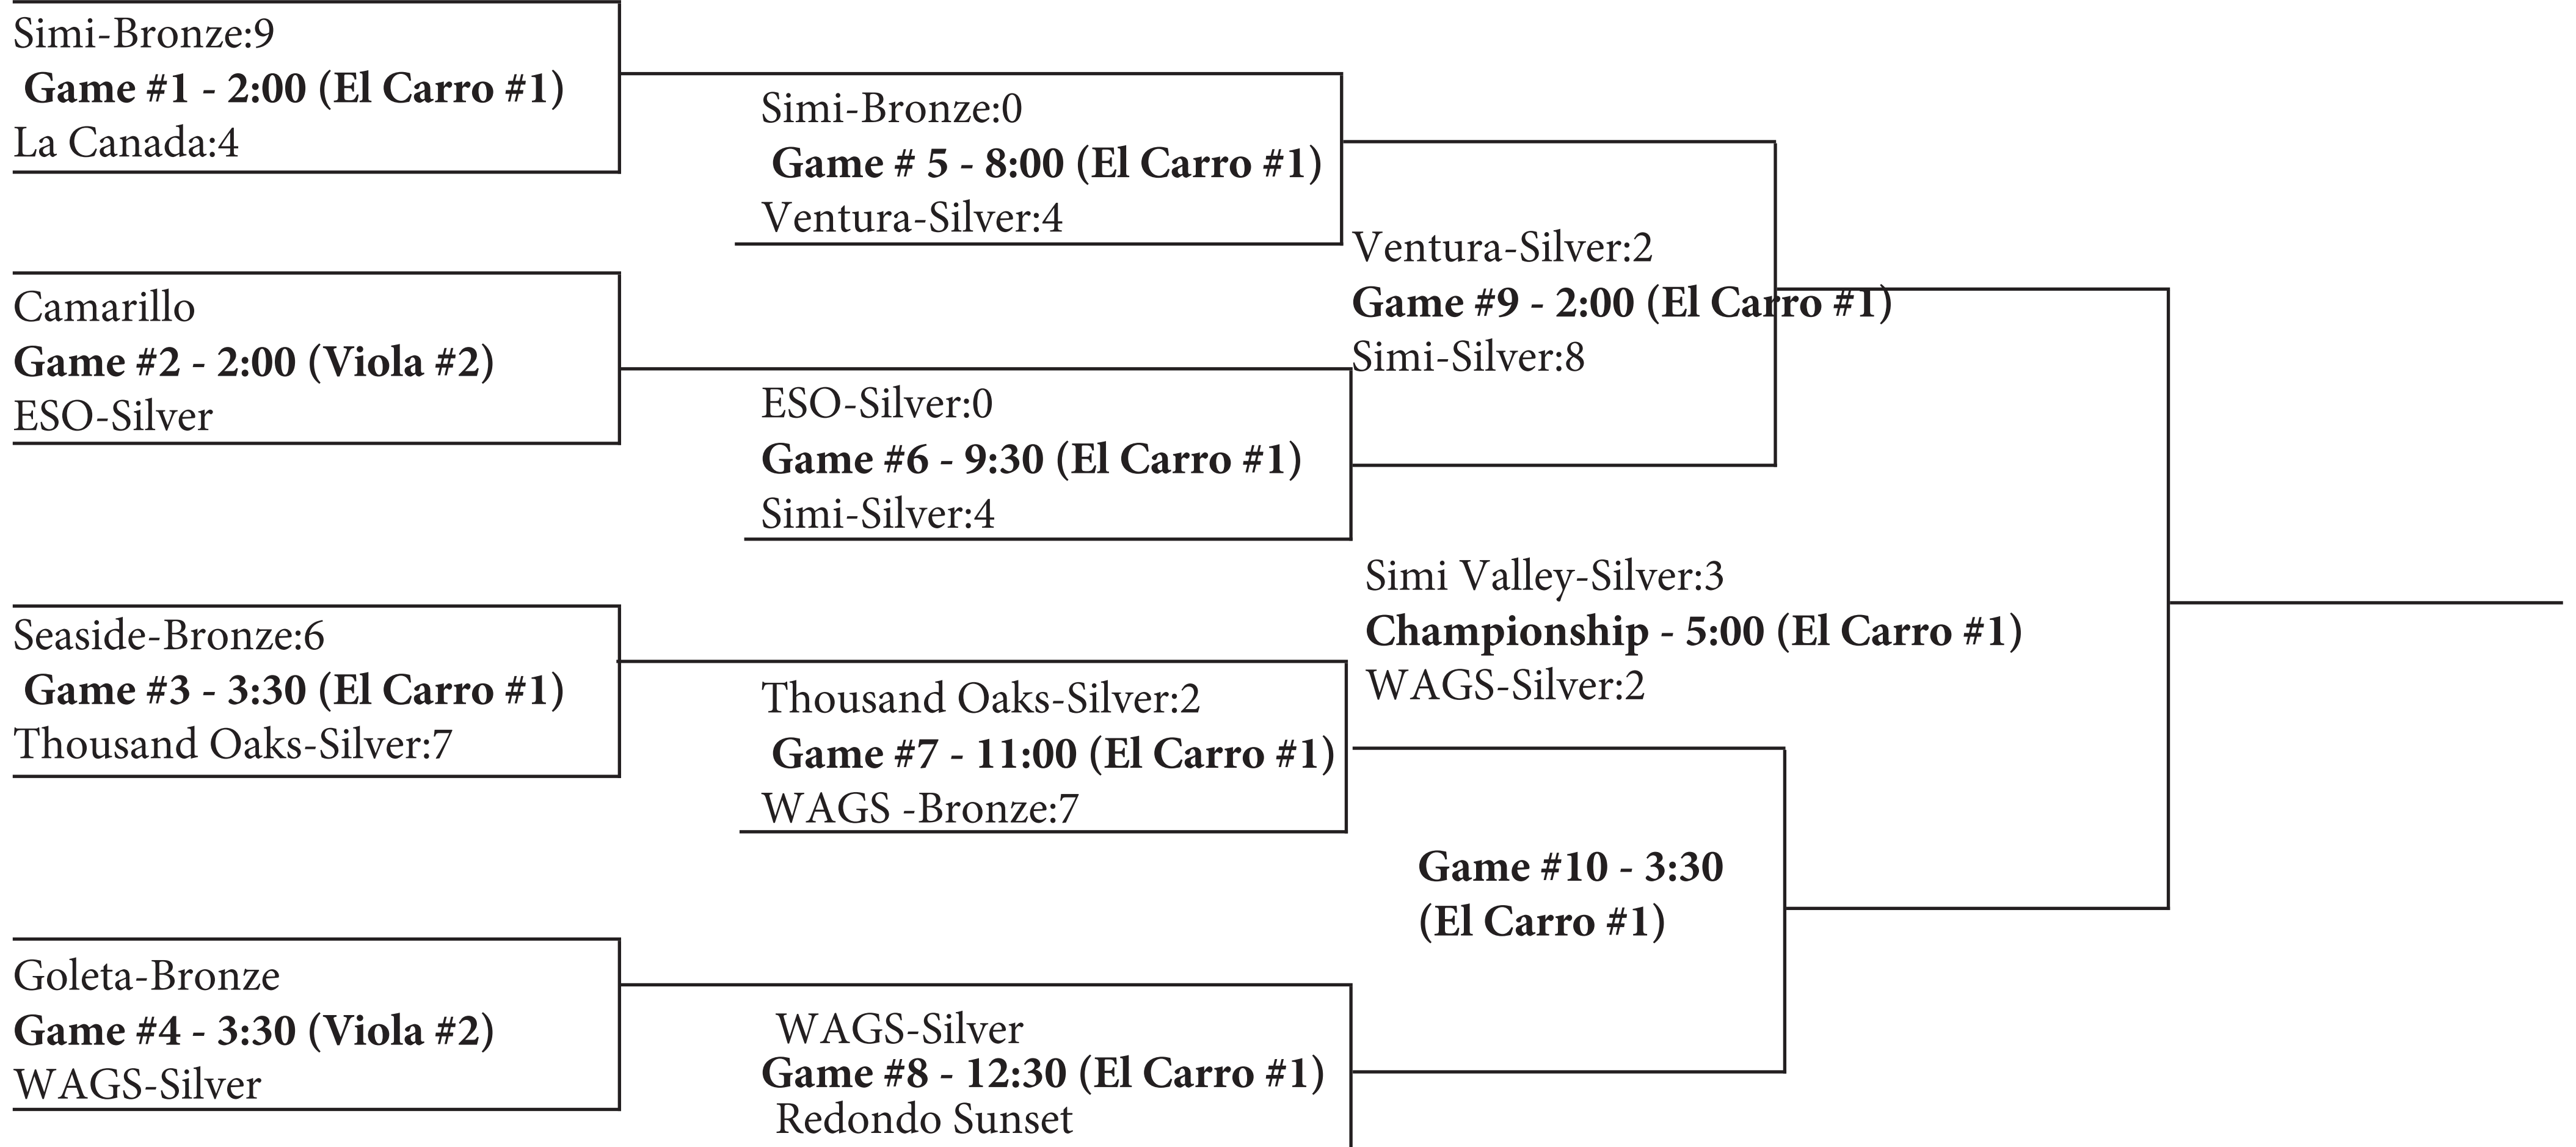 Simi-Bronze:9
Game #1 - 2:00 (El Carro #1)
La Canada:4
Camarillo
Game #2 - 2:00 (Viola #2)
ESO-Silver
Seaside-Bronze:6
Game #3 - 3:30 (El Carro #1)
Thousand Oaks-Silver:7
Goleta-Bronze
Game #4 - 3:30 (Viola #2)
WAGS-Silver
Simi-Bronze:0
Game # 5 - 8:00 (El Carro #1)
Ventura-Silver:4
ESO-Silver:0
Game #6 - 9:30 (El Carro #1)
Simi-Silver:4
Thousand Oaks-Silver:2
Game #7 - 11:00 (El Carro #1)
WAGS -Bronze:7
WAGS-Silver
Game #8 - 12:30 (El Carro #1)
Redondo Sunset
Ventura-Silver:2
Game #9 - 2:00 (El Carro #1)
Simi-Silver:8
Simi Valley-Silver:3
Championship - 5:00 (El Carro #1)
WAGS-Silver:2
Game #10 - 3:30
(El Carro #1)